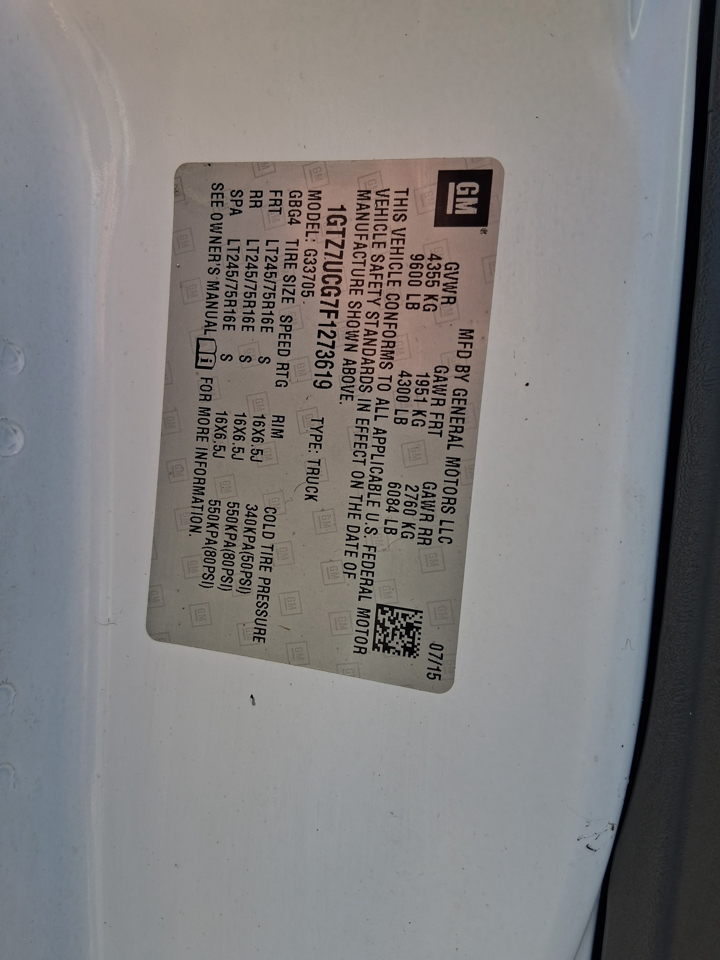 GM
MFD BY GENERAL MOTORS LLC 07/15
GVWR GAWR FRT GAWR RR
4355 KG 1951 KG 2760 KG
9600 LB 4300 LB 6084 LB
THIS VEHICLE CONFORMS TO ALL APPLICABLE U.S. FEDERAL MOTOR
VEHICLE SAFETY STANDARDS IN EFFECT ON THE DATE OF
MANUFACTURE SHOWN ABOVE.
1GTZ7UCG7F1273619 TYPE: TRUCK
MODEL: G33705
GBG4 TIRE SIZE SPEED RTG RIM COLD TIRE PRESSURE
FRT LT245/75R16E S 16X6.5J 340KPA(50PSI)
RR LT245/75R16E S 16X6.5J 550KPA(80PSI)
SPA LT245/75R16E S 16X6.5J 550KPA(80PSI)
SEE OWNER'S MANUAL FOR MORE INFORMATION.